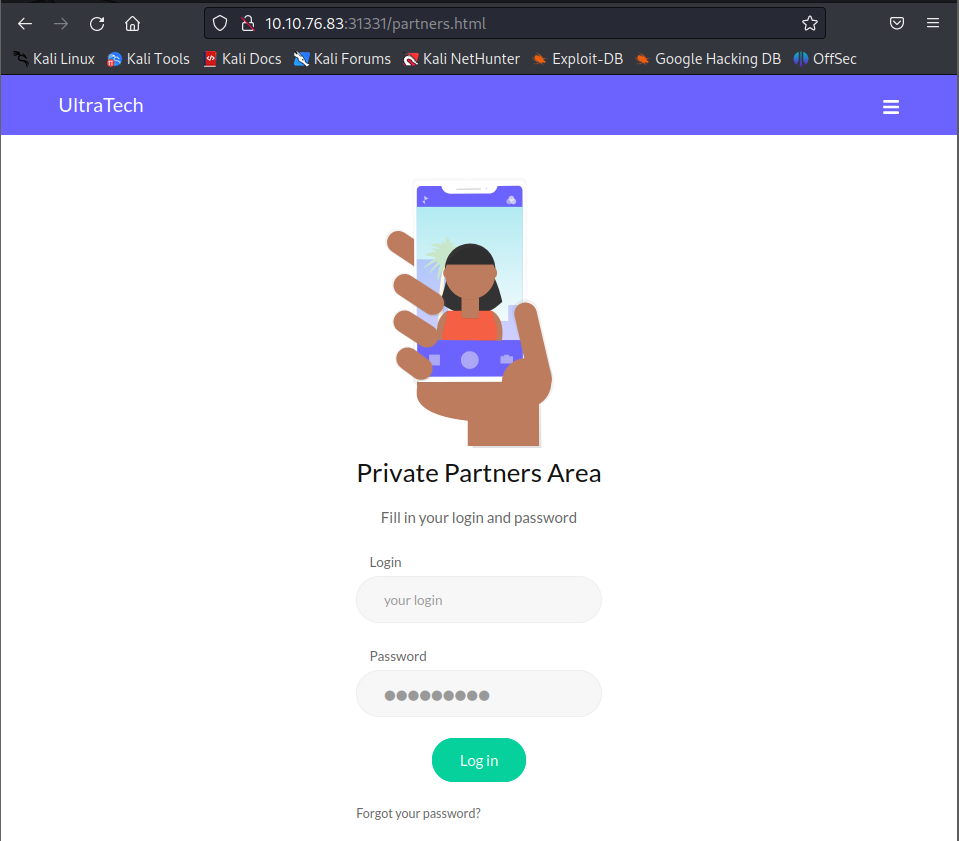 10.10.76.83:31331/partners.html
Kali Linux Kali Tools Kali Docs Kali Forums Kali NetHunter Exploit-DB Google Hacking DB OffSec
UltraTech
Private Partners Area
Fill in your login and password
Login
your login
Password
●●●●●●●●●
Log in
Forgot your password?